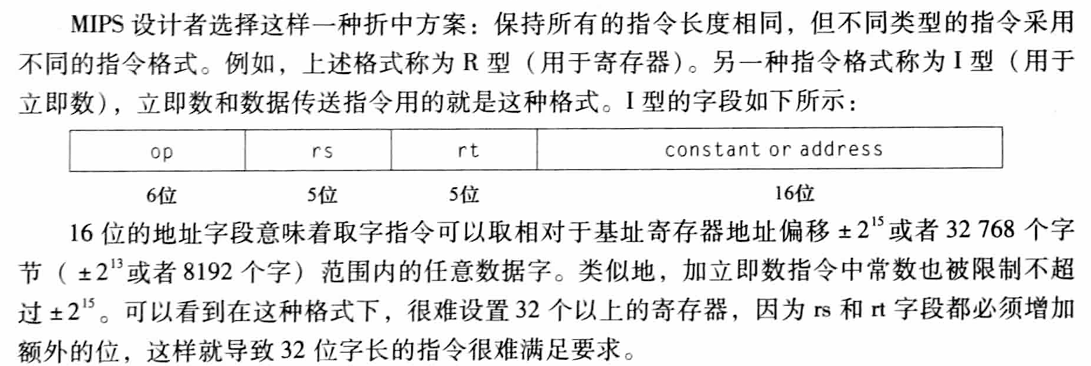 MIPS 设计者选择这样一种折中方案：保持所有的指令长度相同，但不同类型的指令采用
不同的指令格式。例如，上述格式称为 R 型（用于寄存器）。另一种指令格式称为 I 型（用于
立即数），立即数和数据传送指令用的就是这种格式。I 型的字段如下所示：
op rs rt constant or address
6位 5位 5位 16位
16 位的地址字段意味着取字指令可以取相对于基址寄存器地址偏移 ± 2¹⁵ 或者 32 768 个字
节（ ± 2¹³ 或者 8192 个字）范围内的任意数据字。类似地，加立即数指令中常数也被限制不超
过 ± 2¹⁵。可以看到在这种格式下，很难设置 32 个以上的寄存器，因为 rs 和 rt 字段都必须增加
额外的位，这样就导致 32 位字长的指令很难满足要求。